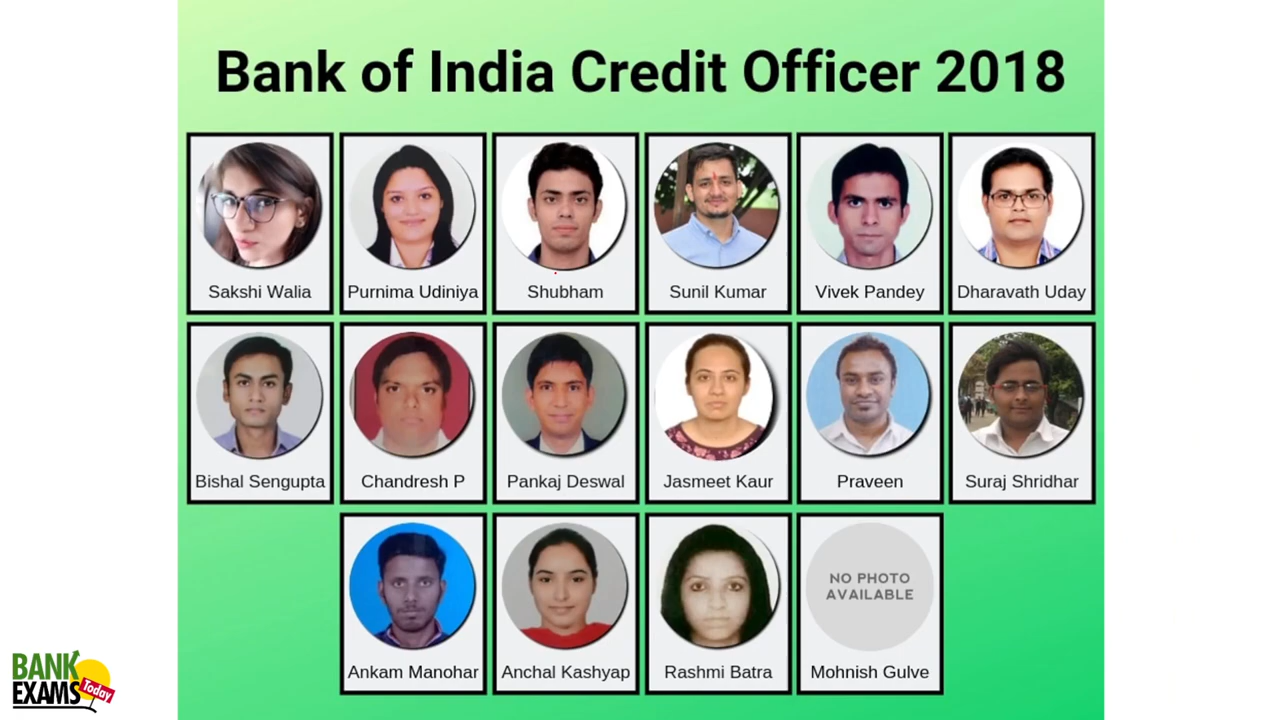 Bank of India Credit Officer 2018
Sakshi Walia
Purnima Udiniya
Shubham
Sunil Kumar
Vivek Pandey
Dharavath Uday
Bishal Sengupta
Chandresh P
Pankaj Deswal
Jasmeet Kaur
Praveen
Suraj Shridhar
NO PHOTO
AVAILABLE
Ankam Manohar
Anchal Kashyap
Rashmi Batra
Mohnish Gulve
BANK
EXAMS
Today